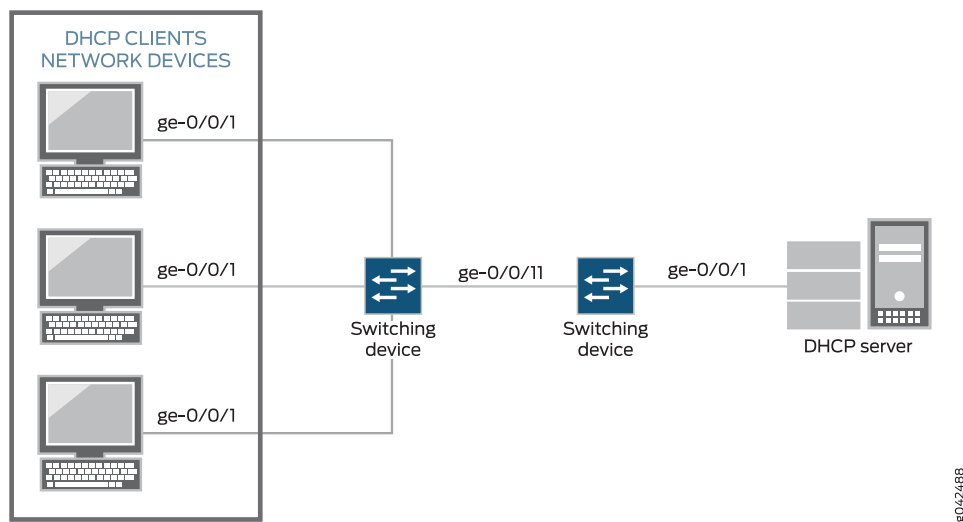 DHCP CLIENTS
NETWORK DEVICES
ge-0/0/1
ge-0/0/1
ge-0/0/11
ge-0/0/1
Switching
device
Switching
device
DHCP server
ge-0/0/1
g042488